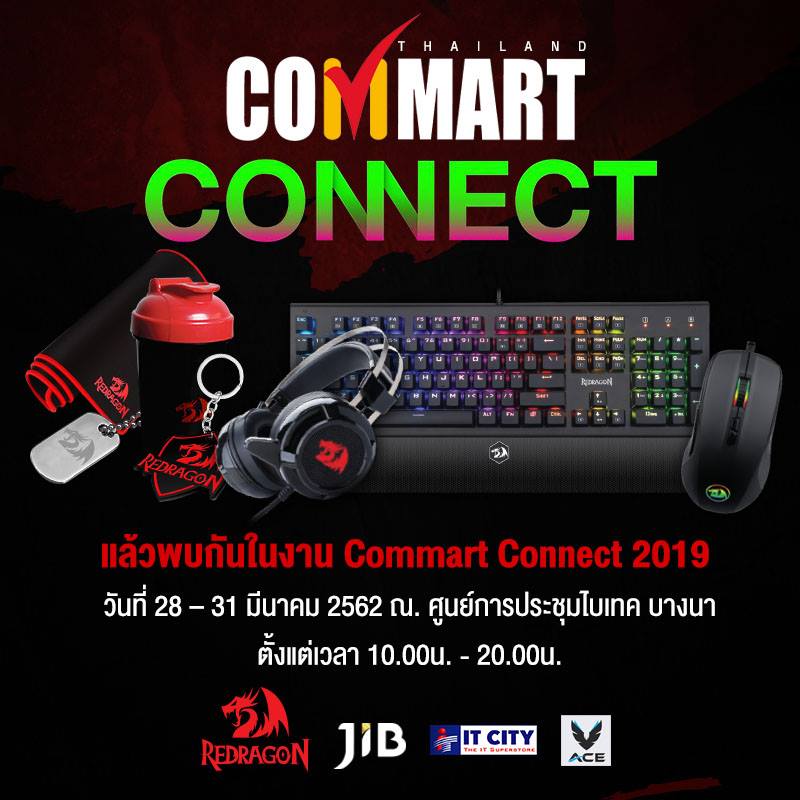 THAILAND
COMMART
CONNECT
REDRAGON
REDRAGON
REDRAGON
แล้วพบกันในงาน Commart Connect 2019
วันที่ 28 – 31 มีนาคม 2562 ณ. ศูนย์การประชุมไบเทค บางนา
ตั้งแต่เวลา 10.00น. - 20.00น.
REDRAGON
JIB
IT CITY
THE IT SUPERSTORE
ACE